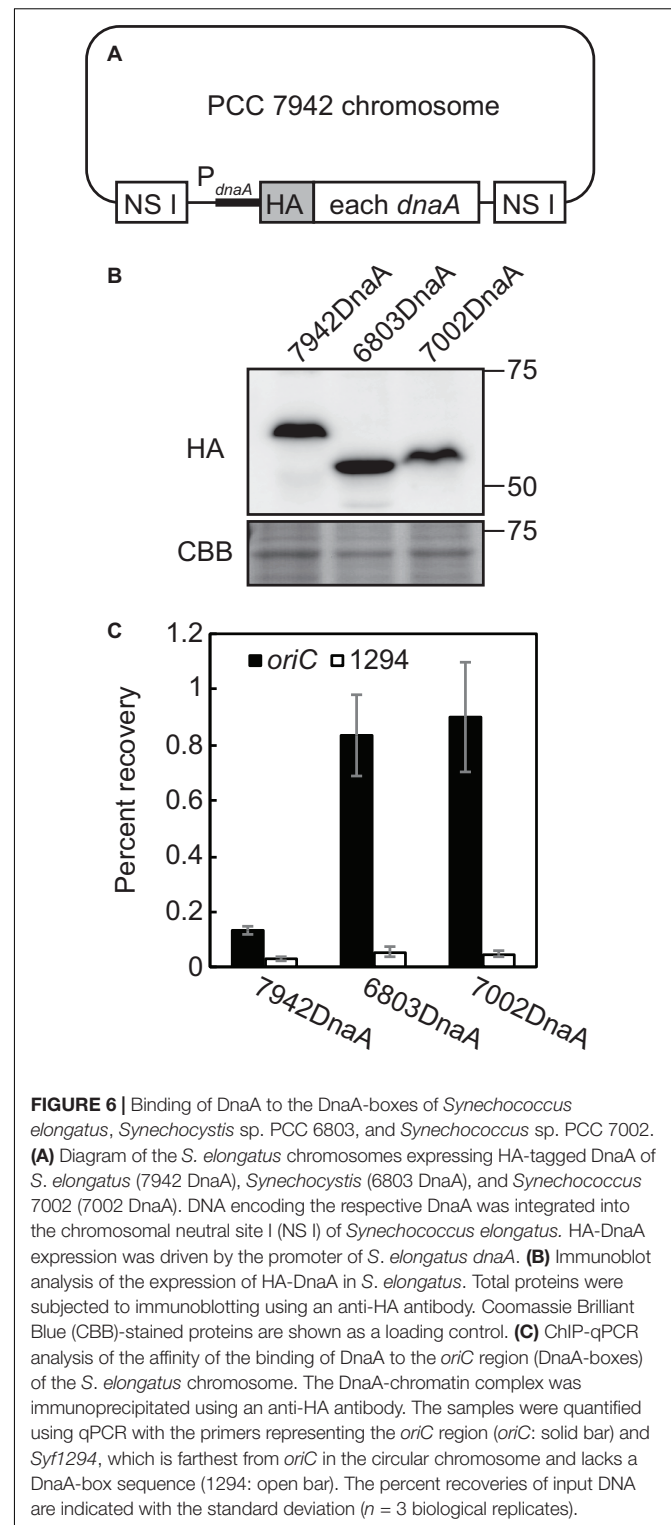 A
PCC 7942 chromosome
NS I
PdnaA
HA
each dnaA
NS I
B
7942DnaA
6803DnaA
7002DnaA
75
HA
50
75
CBB
C
1.2
oriC
1294
1
0.8
0.6
0.4
0.2
0
Percent recovery
7942DnaA
6803DnaA
7002DnaA
FIGURE 6 | Binding of DnaA to the DnaA-boxes of Synechococcus
elongatus, Synechocystis sp. PCC 6803, and Synechococcus sp. PCC 7002.
(A) Diagram of the S. elongatus chromosomes expressing HA-tagged DnaA of
S. elongatus (7942 DnaA), Synechocystis (6803 DnaA), and Synechococcus
7002 (7002 DnaA). DNA encoding the respective DnaA was integrated into
the chromosomal neutral site I (NS I) of Synechococcus elongatus. HA-DnaA
expression was driven by the promoter of S. elongatus dnaA. (B) Immunoblot
analysis of the expression of HA-DnaA in S. elongatus. Total proteins were
subjected to immunoblotting using an anti-HA antibody. Coomassie Brilliant
Blue (CBB)-stained proteins are shown as a loading control. (C) ChIP-qPCR
analysis of the affinity of the binding of DnaA to the oriC region (DnaA-boxes)
of the S. elongatus chromosome. The DnaA-chromatin complex was
immunoprecipitated using an anti-HA antibody. The samples were quantified
using qPCR with the primers representing the oriC region (oriC: solid bar) and
Syf1294, which is farthest from oriC in the circular chromosome and lacks a
DnaA-box sequence (1294: open bar). The percent recoveries of input DNA
are indicated with the standard deviation (n = 3 biological replicates).